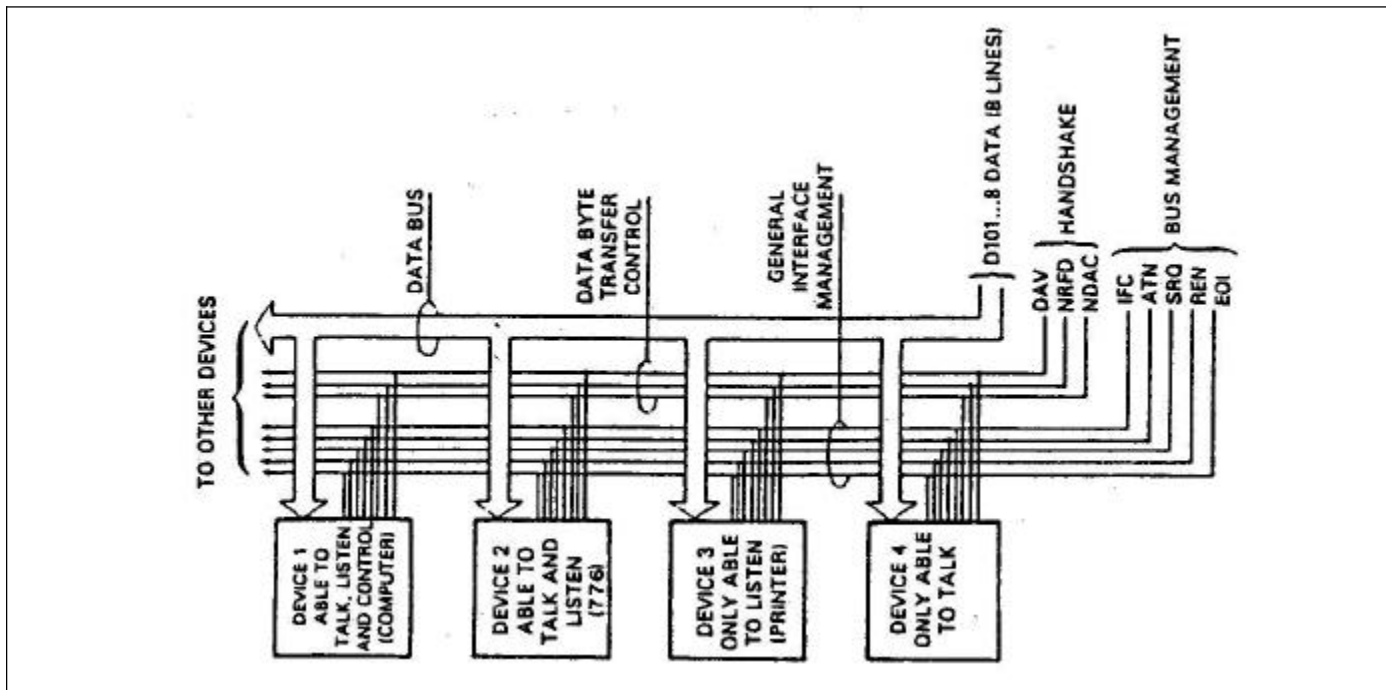 TO OTHER DEVICES
DEVICE 1
ABLE TO
TALK, LISTEN
AND CONTROL
(COMPUTER)
DEVICE 2
ABLE TO
TALK AND
LISTEN
(776)
DEVICE 3
ONLY ABLE
TO LISTEN
(PRINTER)
DEVICE 4
ONLY ABLE
TO TALK
DATA BUS
DATA BYTE
TRANSFER
CONTROL
GENERAL
INTERFACE
MANAGEMENT
D101...8 DATA (8 LINES)
DAV
NRFD
NDAC
HANDSHAKE
IFC
ATN
SRQ
REN
EOI
BUS MANAGEMENT